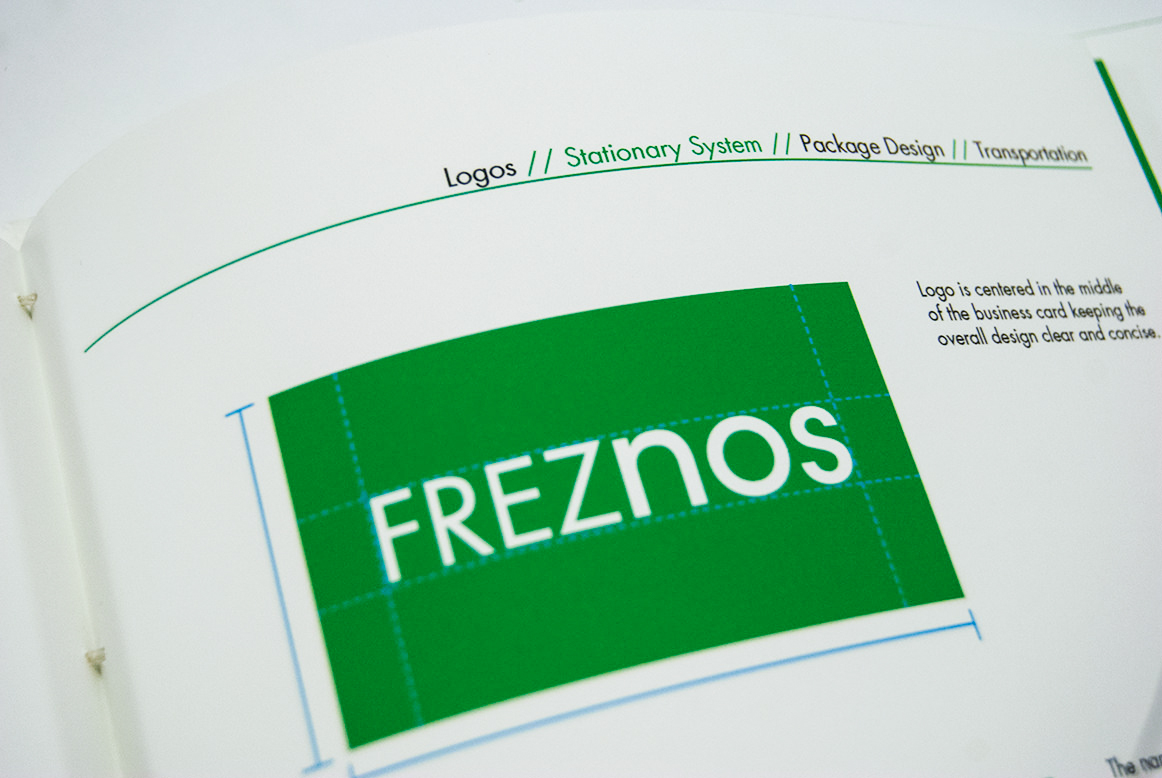 Logos // Stationary System // Package Design // Transportation
Logo is centered in the middle
of the business card keeping the
overall design clear and concise.
FREZnos
The